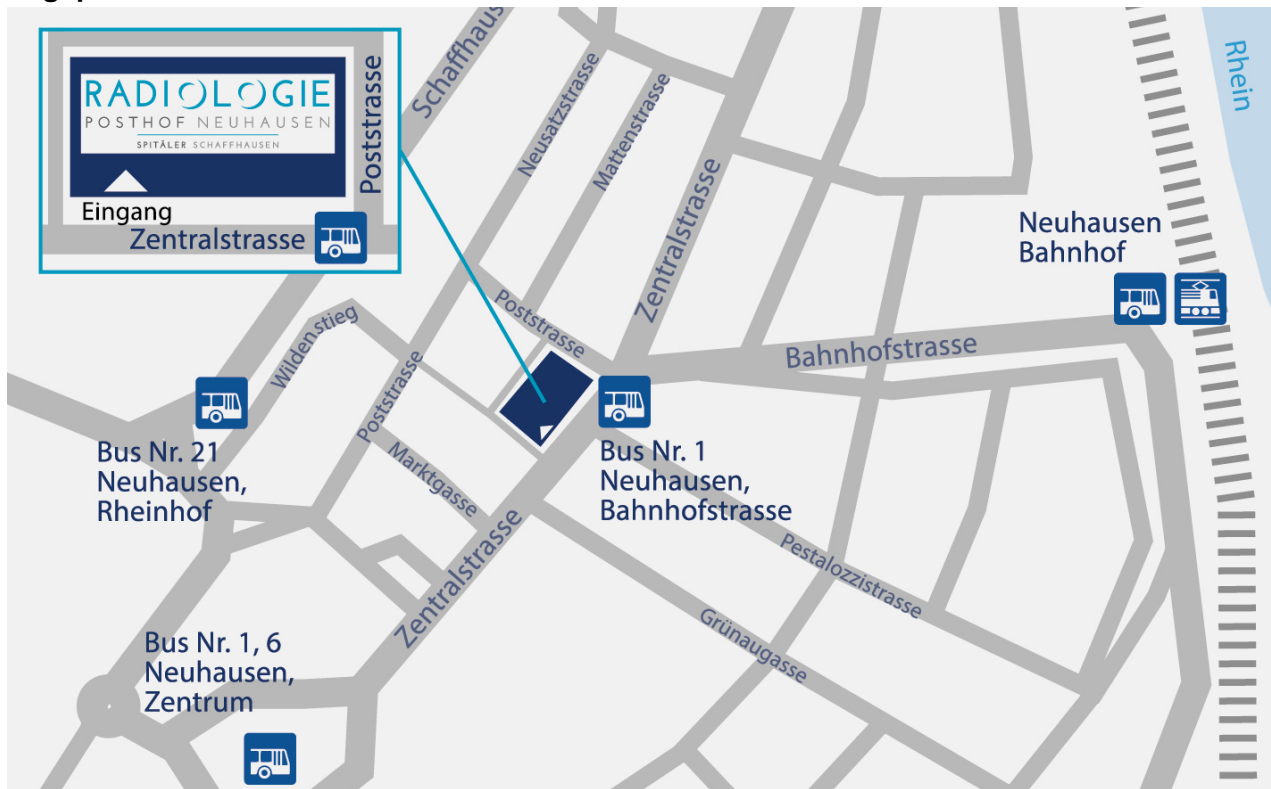 Schaffhaus
RADIOLOGIE
POSTHOF NEUHAUSEN
SPITÄLER SCHAFFHAUSEN
Poststrasse
Eingang
Zentralstrasse
Neusatzstrasse
Mattenstrasse
Zentralstrasse
Rhein
Neuhausen
Bahnhof
Poststrasse
Wildenstieg
Bahnhofstrasse
Poststrasse
Bus Nr. 21
Neuhausen,
Rheinhof
Marktgasse
Bus Nr. 1
Neuhausen,
Bahnhofstrasse
Zentralstrasse
Pestalozzistrasse
Grünaugasse
Bus Nr. 1, 6
Neuhausen,
Zentrum